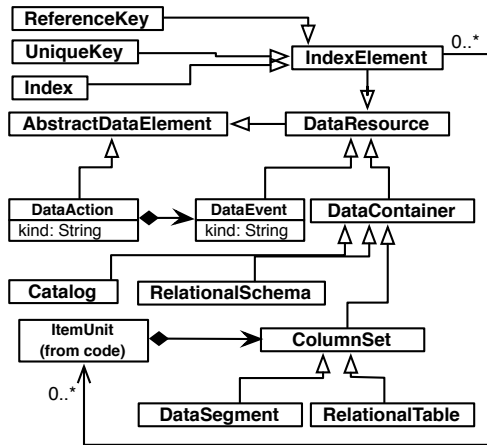 ReferenceKey
UniqueKey
Index
IndexElement
0..*
AbstractDataElement
DataResource
DataAction
kind: String
DataEvent
kind: String
DataContainer
Catalog
RelationalSchema
ItemUnit
(from code)
ColumnSet
0..*
DataSegment
RelationalTable